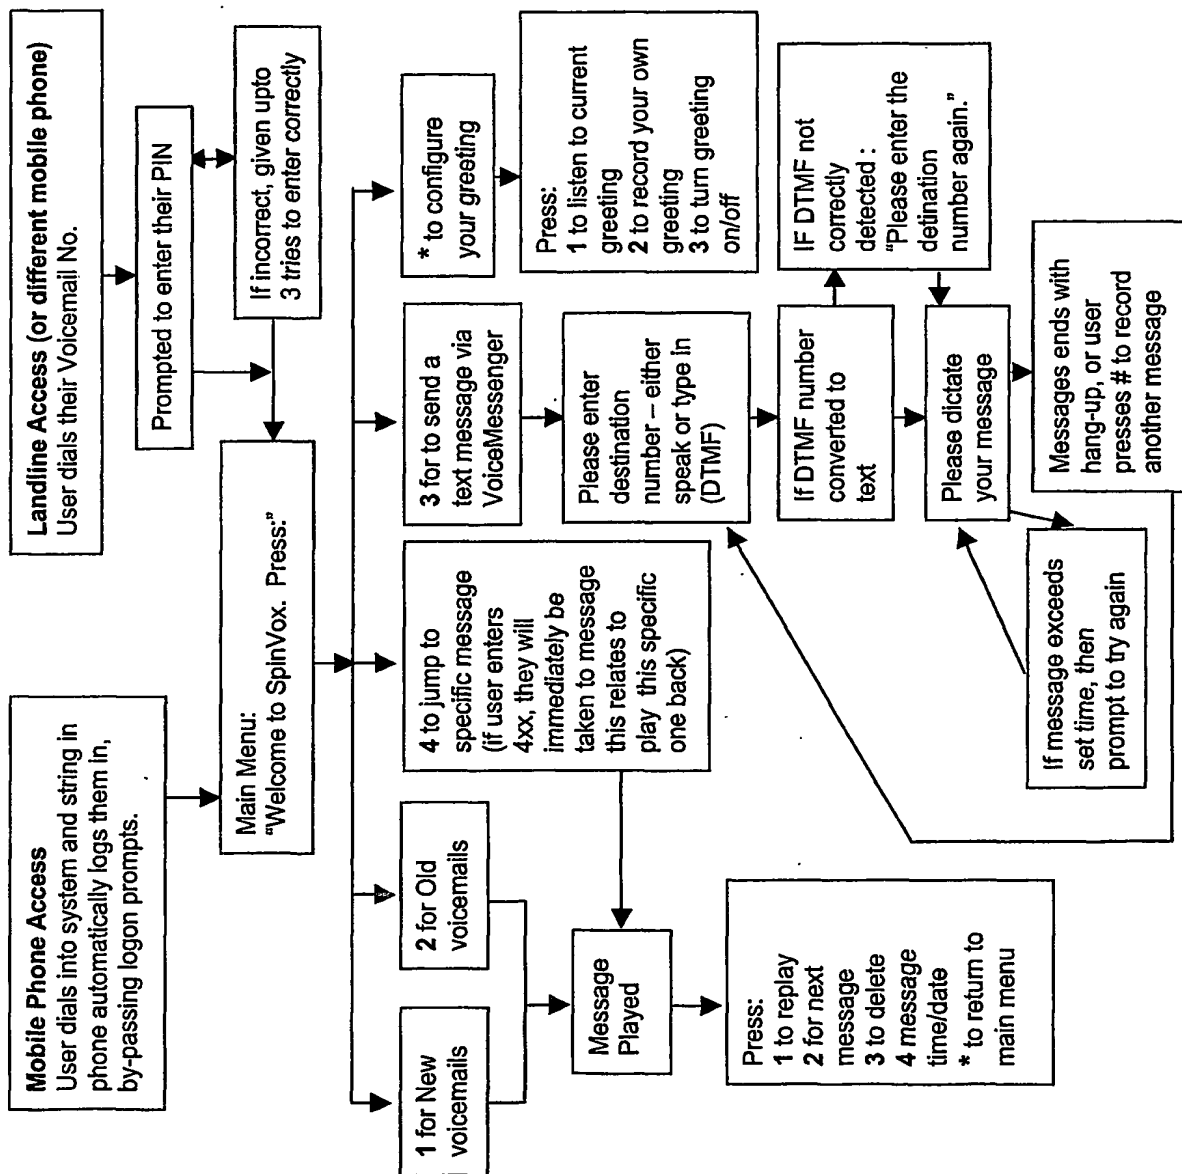 Mobile Phone Access
User dials into system and string in
phone automatically logs them in,
by-passing logon prompts.
Landline Access (or different mobile phone)
User dials their Voicemail No.
Prompted to enter their PIN
If incorrect, given upto
3 tries to enter correctly
Main Menu:
“Welcome to SpinVox. Press:”
1 for New
voicemails
2 for Old
voicemails
4 to jump to
specific message
(if user enters
4xx, they will
immediately be
taken to message
this relates to
play this specific
one back)
3 for to send a
text message via
VoiceMessenger
* to configure
your greeting
Message
Played
Press:
1 to replay
2 for next
message
3 to delete
4 message
time/date
* to return to
main menu
Please enter
destination
number – either
speak or type in
(DTMF)
Press:
1 to listen to current
greeting
2 to record your own
greeting
3 to turn greeting
on/off
If DTMF number
converted to
text
IF DTMF not
correctly
detected :
“Please enter the
detination
number again.”
Please dictate
your message
If message exceeds
set time, then
prompt to try again
Messages ends with
hang-up, or user
presses # to record
another message